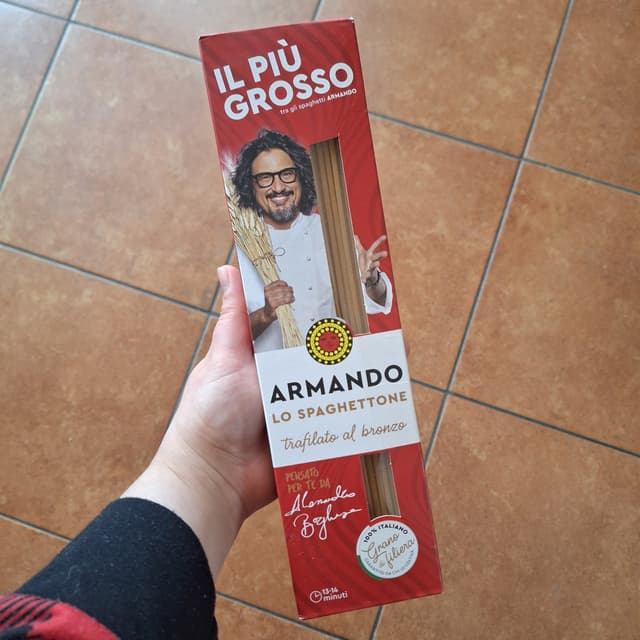 IL PIÙ
GROSSO
tra gli spaghetti ARMANDO
ARMANDO
LO SPAGHETTONE
trafilato al bronzo
PENSATO
PER TE DA
Alessandro
Borghese
100% ITALIANO
Grano
di filiera
13-14
minuti